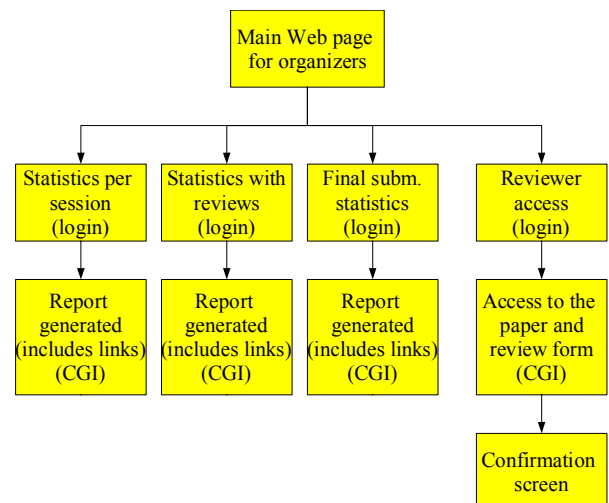 Main Web page
for organizers
Statistics per
session
(login)
Statistics with
reviews
(login)
Final subm.
statistics
(login)
Reviewer
access
(login)
Report
generated
(includes links)
(CGI)
Report
generated
(includes links)
(CGI)
Report
generated
(includes links)
(CGI)
Access to the
paper and
review form
(CGI)
Confirmation
screen